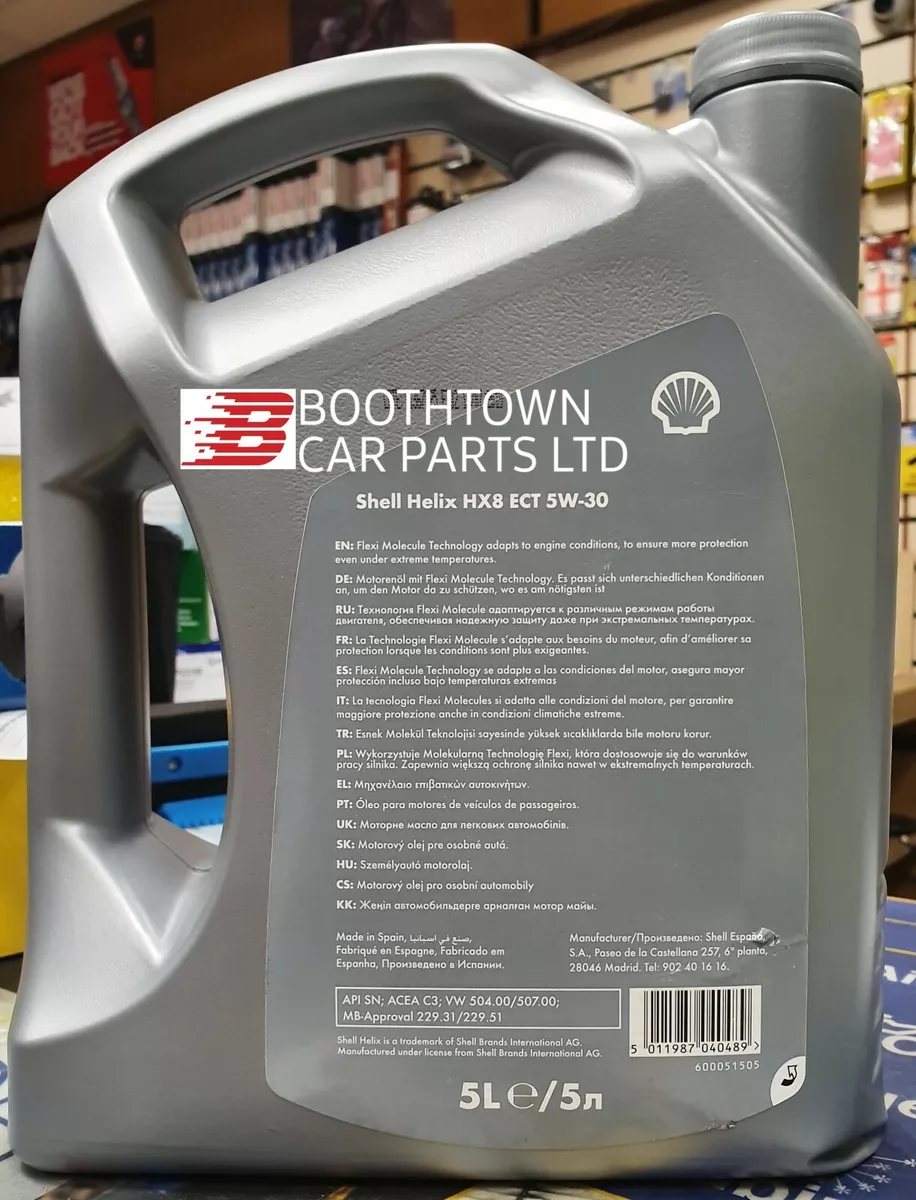 BOOTHTOWN
CAR PARTS LTD
Shell Helix HX8 ECT 5W-30
EN: Flexi Molecule Technology adapts to engine conditions, to ensure more protection
even under extreme temperatures.
DE: Motorenöl mit Flexi Molecule Technology. Es passt sich unterschiedlichen Konditionen
an, um den Motor da zu schützen, wo es am nötigsten ist
RU: Технология Flexi Molecule адаптируется к различным режимам работы
двигателя, обеспечивая надежную защиту даже при экстремальных температурах.
FR: La Technologie Flexi Molecule s'adapte aux besoins du moteur, afin d'améliorer sa
protection lorsque les conditions sont plus exigeantes.
ES: Flexi Molecule Technology se adapta a las condiciones del motor, asegura mayor
protección incluso bajo temperaturas extremas
IT: La tecnologia Flexi Molecules si adatta alle condizioni del motore, per garantire
maggiore protezione anche in condizioni climatiche estreme.
TR: Esnek Molekül Teknolojisi sayesinde yüksek sıcaklıklarda bile motoru korur.
PL: Wykorzystuje Molekularną Technologię Flexi, która dostosowuje się do warunków
pracy silnika. Zapewnia większą ochronę silnika nawet w ekstremalnych temperaturach.
EL: Μηχανέλαιο επιβατικών αυτοκινήτων.
PT: Óleo para motores de veículos de passageiros.
UK: Моторне масло для легкових автомобілів.
SK: Motorový olej pre osobné autá.
HU: Személyautó motorolaj.
CS: Motorový olej pro osobní automobily
KK: Жеңіл автомобильдерге арналған мотор майы.
Made in Spain, صنع في اسبانيا,
Fabriqué en Espagne, Fabricado en
Espanha, Произведено в Испании.
Manufacturer/Произведено: Shell España,
S.A., Paseo de la Castellana 257, 6ª planta,
28046 Madrid. Tel: 902 40 16 16.
API SN; ACEA C3; VW 504.00/507.00;
MB-Approval 229.31/229.51
5 011987 040489 >
600051505
Shell Helix is a trademark of Shell Brands International AG.
Manufactured under license from Shell Brands International AG.
5L ℮/5л